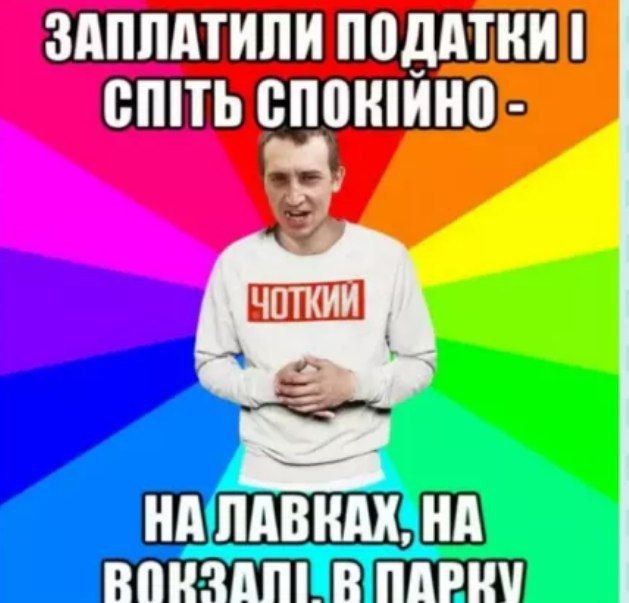 ЗАПЛАТИЛИ ПОДАТКИ І
СПІТЬ СПОКІЙНО -
ЧОТКИЙ
НА ЛАВКАХ, НА
ВОКЗАЛІ, В ПАРКУ